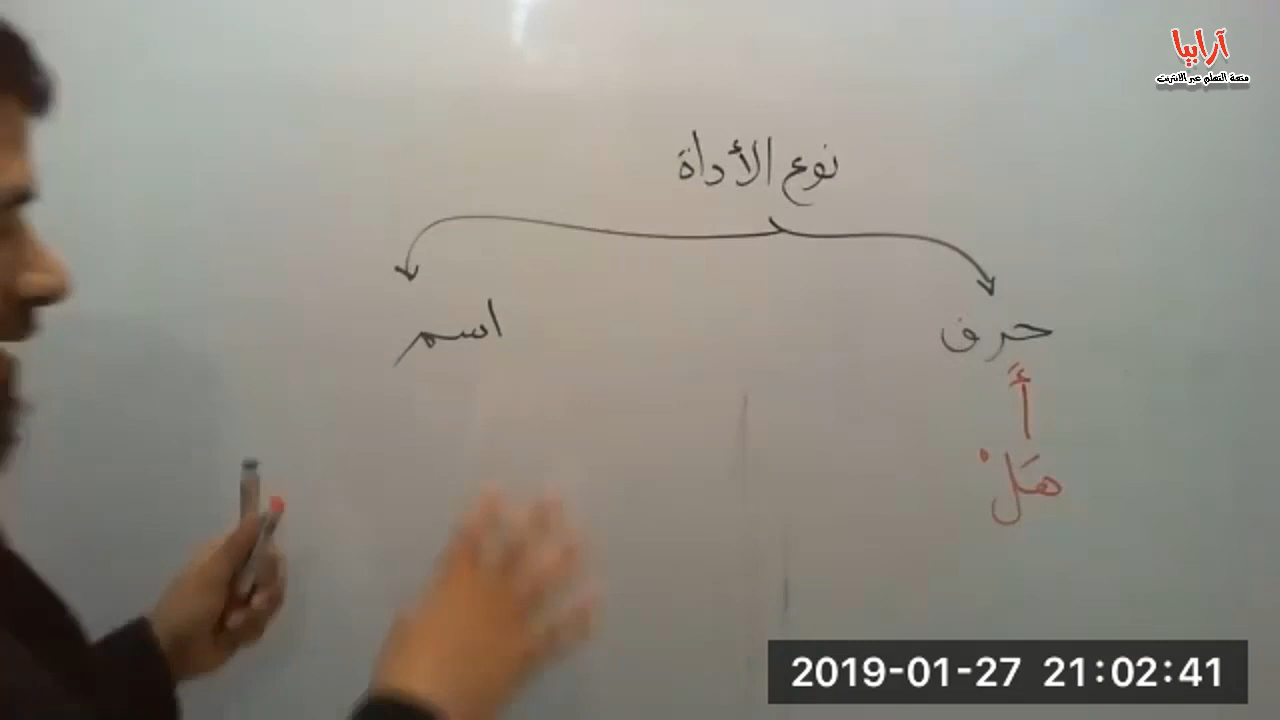 آرابيا
منصة التعلم عبر الانترنت
نوع الأداة
حرف
اسم
أَ
هَلْ
2019-01-27 21:02:41